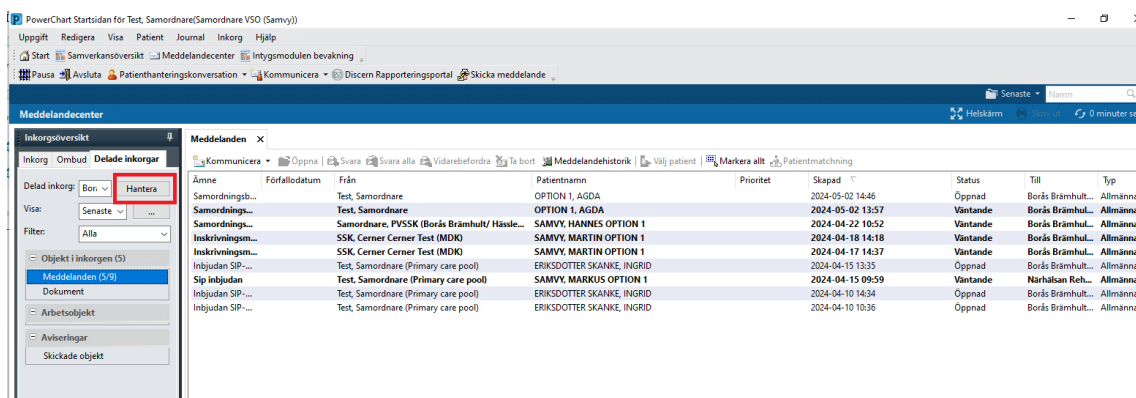 PowerChart Startsidan för Test, Samordnare(Samordnare VSO (Samvy))
Uppgift Redigera Visa Patient Journal Inkorg Hjälp
Start Samverkansöversikt Meddelandecenter Intygsmodulen bevakning
Pausa Avsluta Patienthanteringskonversation Kommunicera Discern Rapporteringsportal Skicka meddelande
Senaste Namn
Meddelandecenter Helskärm Skriv ut 0 minuter se
Inkorgsöversikt
Inkorg Ombud Delade inkorgar
Delad inkorg: Bor Hantera
Visa: Senaste ...
Filter: Alla
Objekt i inkorgen (5)
Meddelanden (5/9)
Dokument
Arbetsobjekt
Aviseringar
Skickade objekt
Meddelanden X
Kommunicera Öppna Svara Svara alla Vidarebefordra Ta bort Meddelandehistorik Välj patient Markera allt Patientmatchning
Ämne Förfallodatum Från Patientnamn Prioritet Skapad Status Till Typ
Samordningsb... Test, Samordnare OPTION 1, AGDA 2024-05-02 14:46 Öppnad Borås Brämhult... Allmänna
Samordnings... Test, Samordnare OPTION 1, AGDA 2024-05-02 13:57 Väntande Borås Brämhul... Allmänna
Samordnings... Samordnare, PVSSK (Borås Brämhult/ Hässle... SAMVY, HANNES OPTION 1 2024-04-22 10:52 Väntande Borås Brämhul... Allmänna
Inskrivningsm... SSK, Cerner Cerner Test (MDK) SAMVY, MARTIN OPTION 1 2024-04-18 14:18 Väntande Borås Brämhul... Allmänna
Inskrivningsm... SSK, Cerner Cerner Test (MDK) SAMVY, MARTIN OPTION 1 2024-04-17 14:37 Väntande Borås Brämhul... Allmänna
Inbjudan SIP-... Test, Samordnare (Primary care pool) ERIKSDOTTER SKANKE, INGRID 2024-04-15 13:35 Öppnad Borås Brämhult... Allmänna
Sip inbjudan Test, Samordnare (Primary care pool) SAMVY, MARKUS OPTION 1 2024-04-15 09:59 Väntande Närhälsan Reh... Allmänna
Inbjudan SIP-... Test, Samordnare (Primary care pool) ERIKSDOTTER SKANKE, INGRID 2024-04-10 14:34 Öppnad Borås Brämhult... Allmänna
Inbjudan SIP-... Test, Samordnare (Primary care pool) ERIKSDOTTER SKANKE, INGRID 2024-04-10 10:36 Öppnad Borås Brämhult... Allmänna